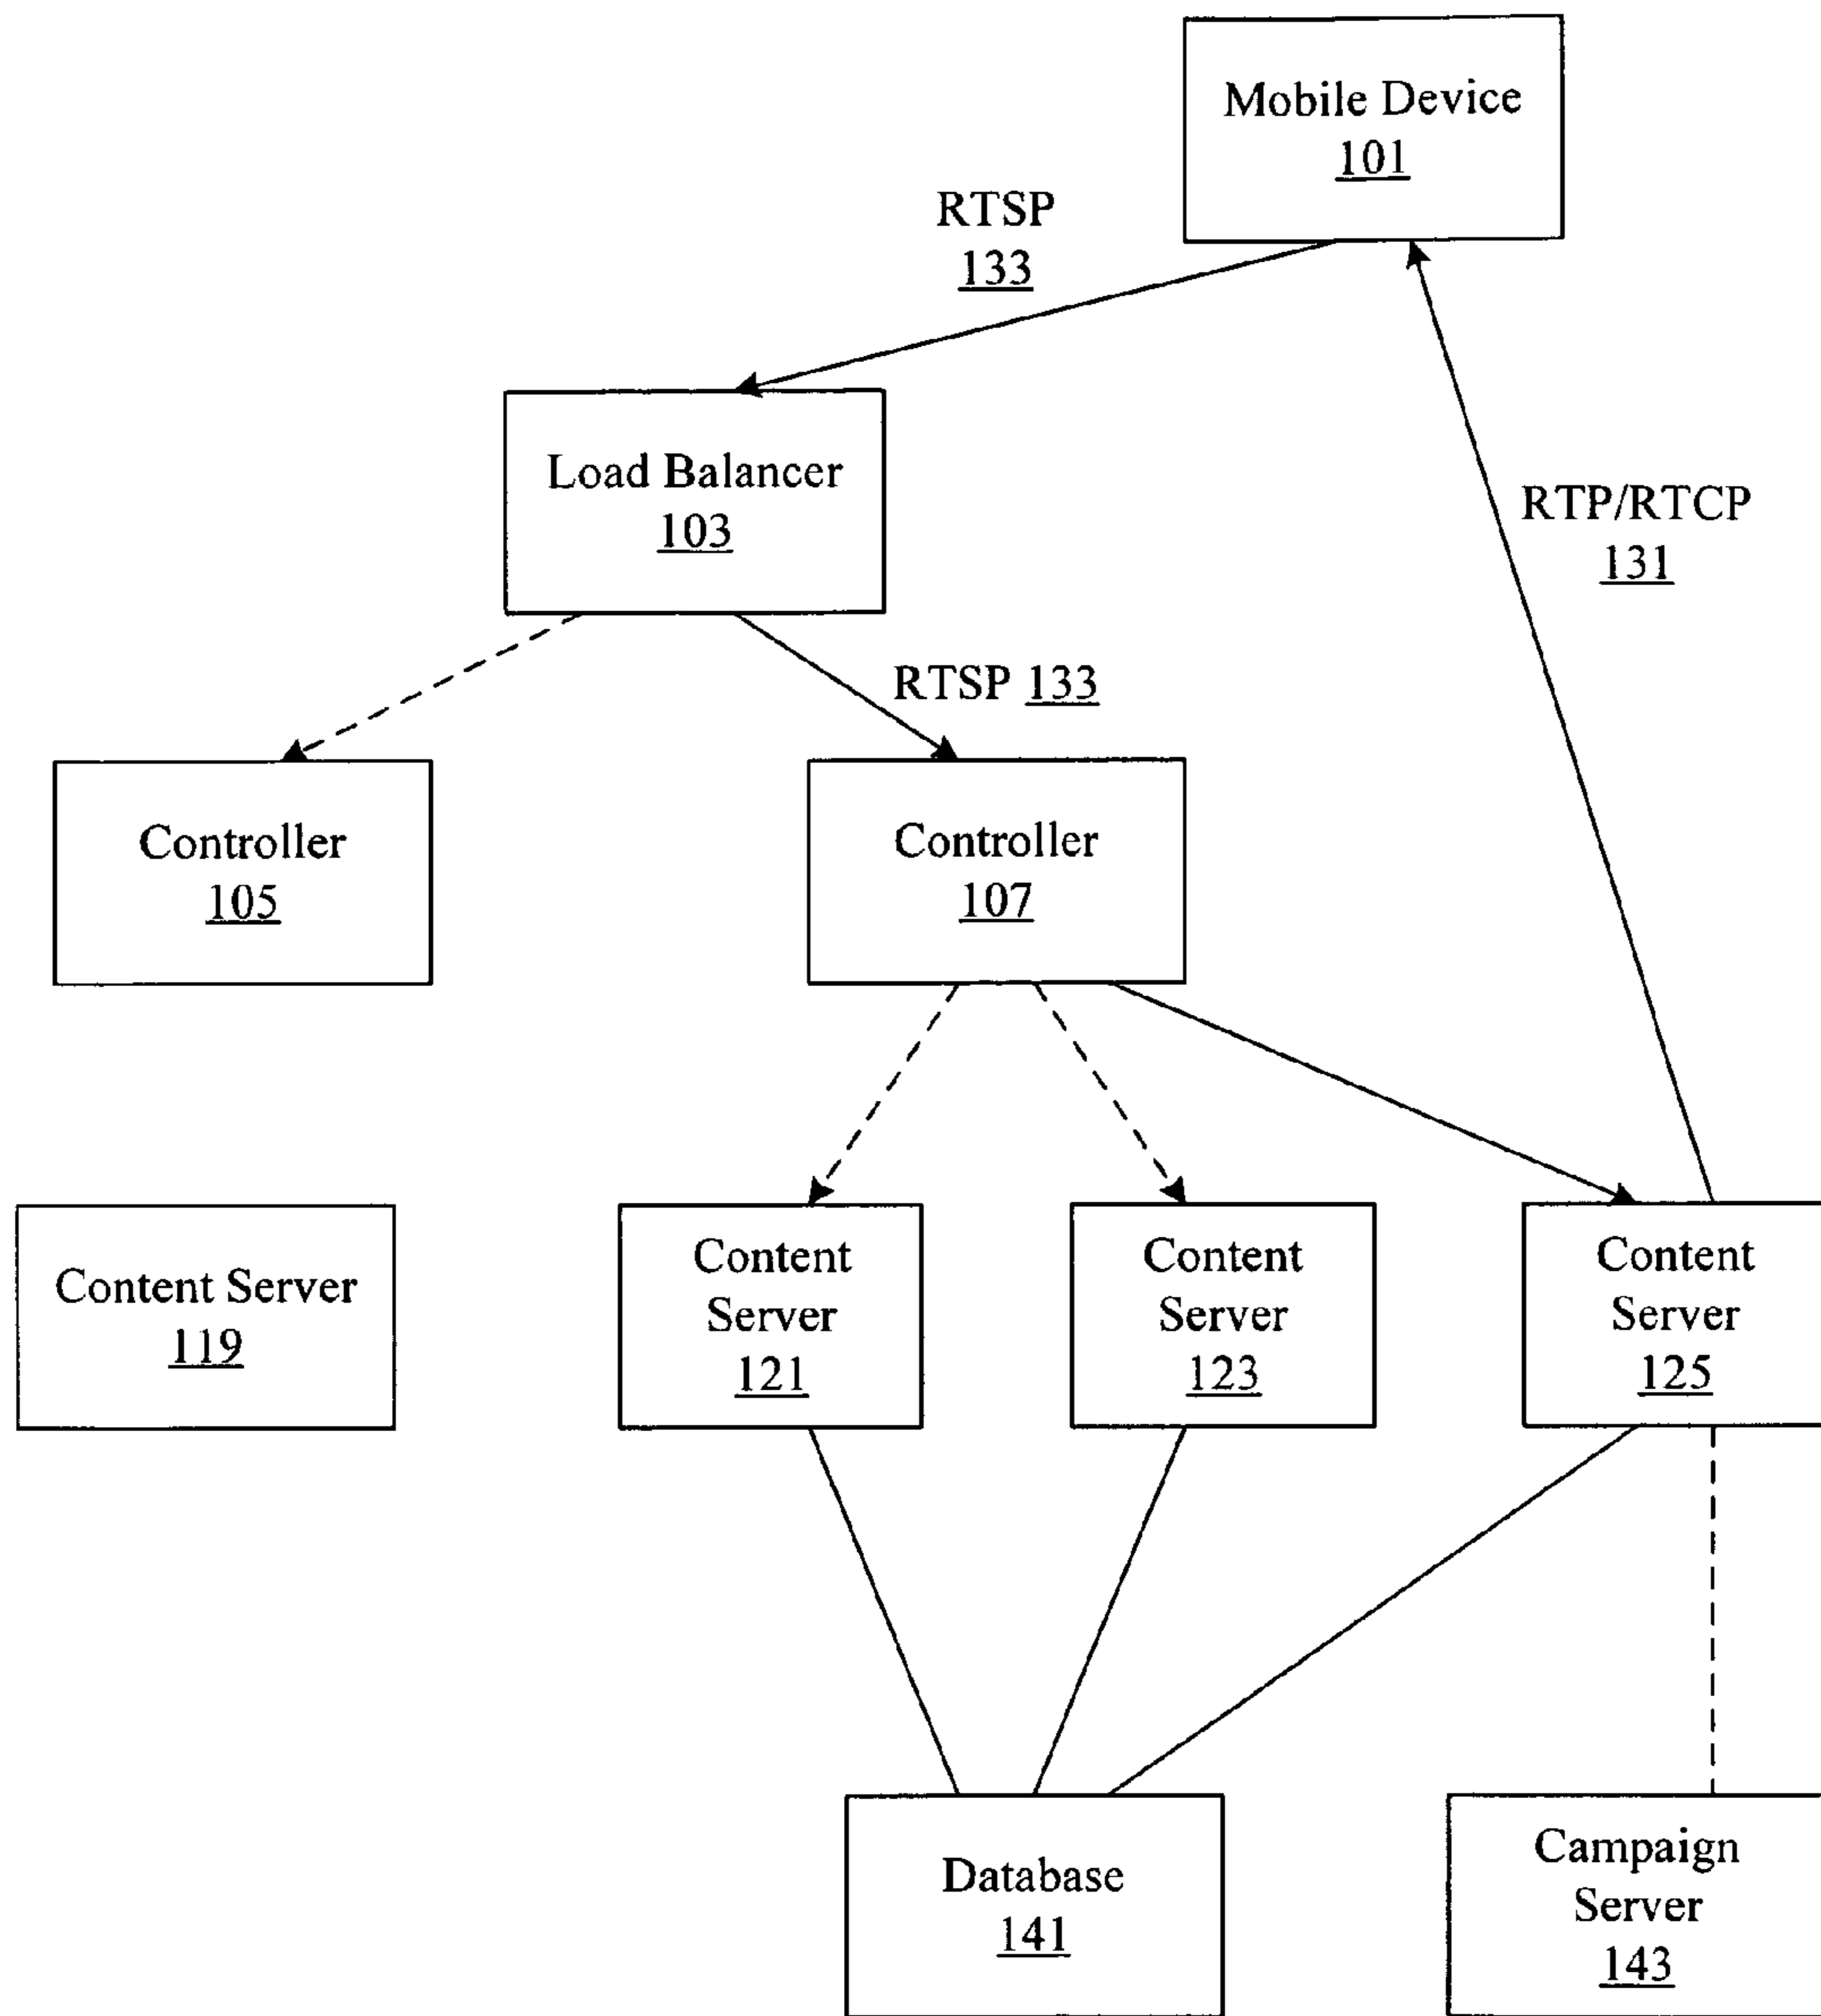 Mobile Device
101
RTSP
133
Load Balancer
103
RTP/RTCP
131
RTSP 133
Controller
105
Controller
107
Content Server
119
Content
Server
121
Content
Server
123
Content
Server
125
Database
141
Campaign
Server
143